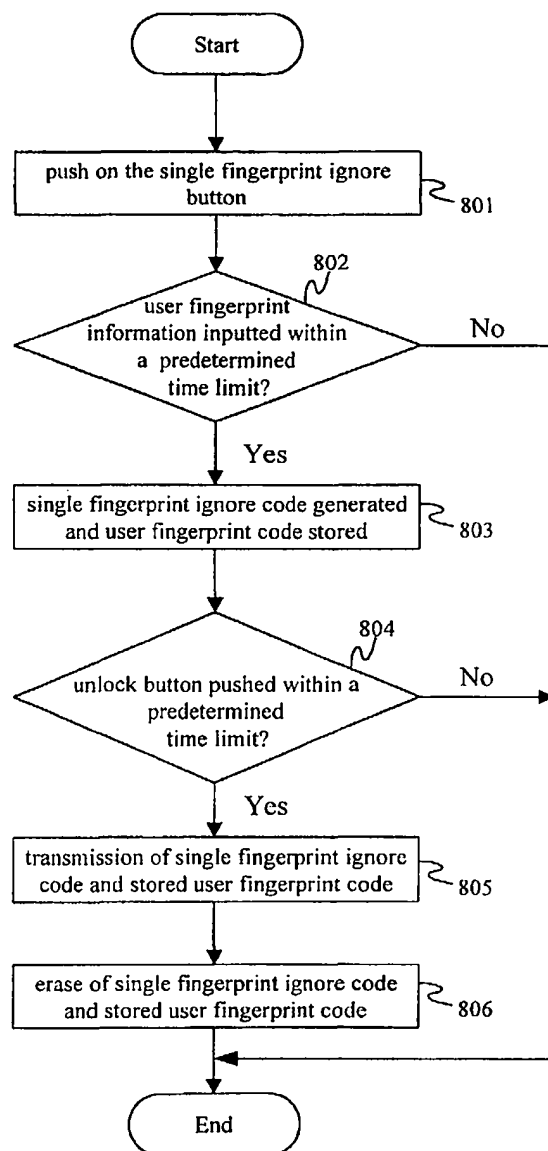 Start
push on the single fingerprint ignore
button
801
802
user fingerprint
information inputted within
a predetermined
time limit?
No
Yes
single fingerprint ignore code generated
and user fingerprint code stored
803
804
unlock button pushed within a
predetermined
time limit?
No
Yes
transmission of single fingerprint ignore
code and stored user fingerprint code
805
erase of single fingerprint ignore code
and stored user fingerprint code
806
End